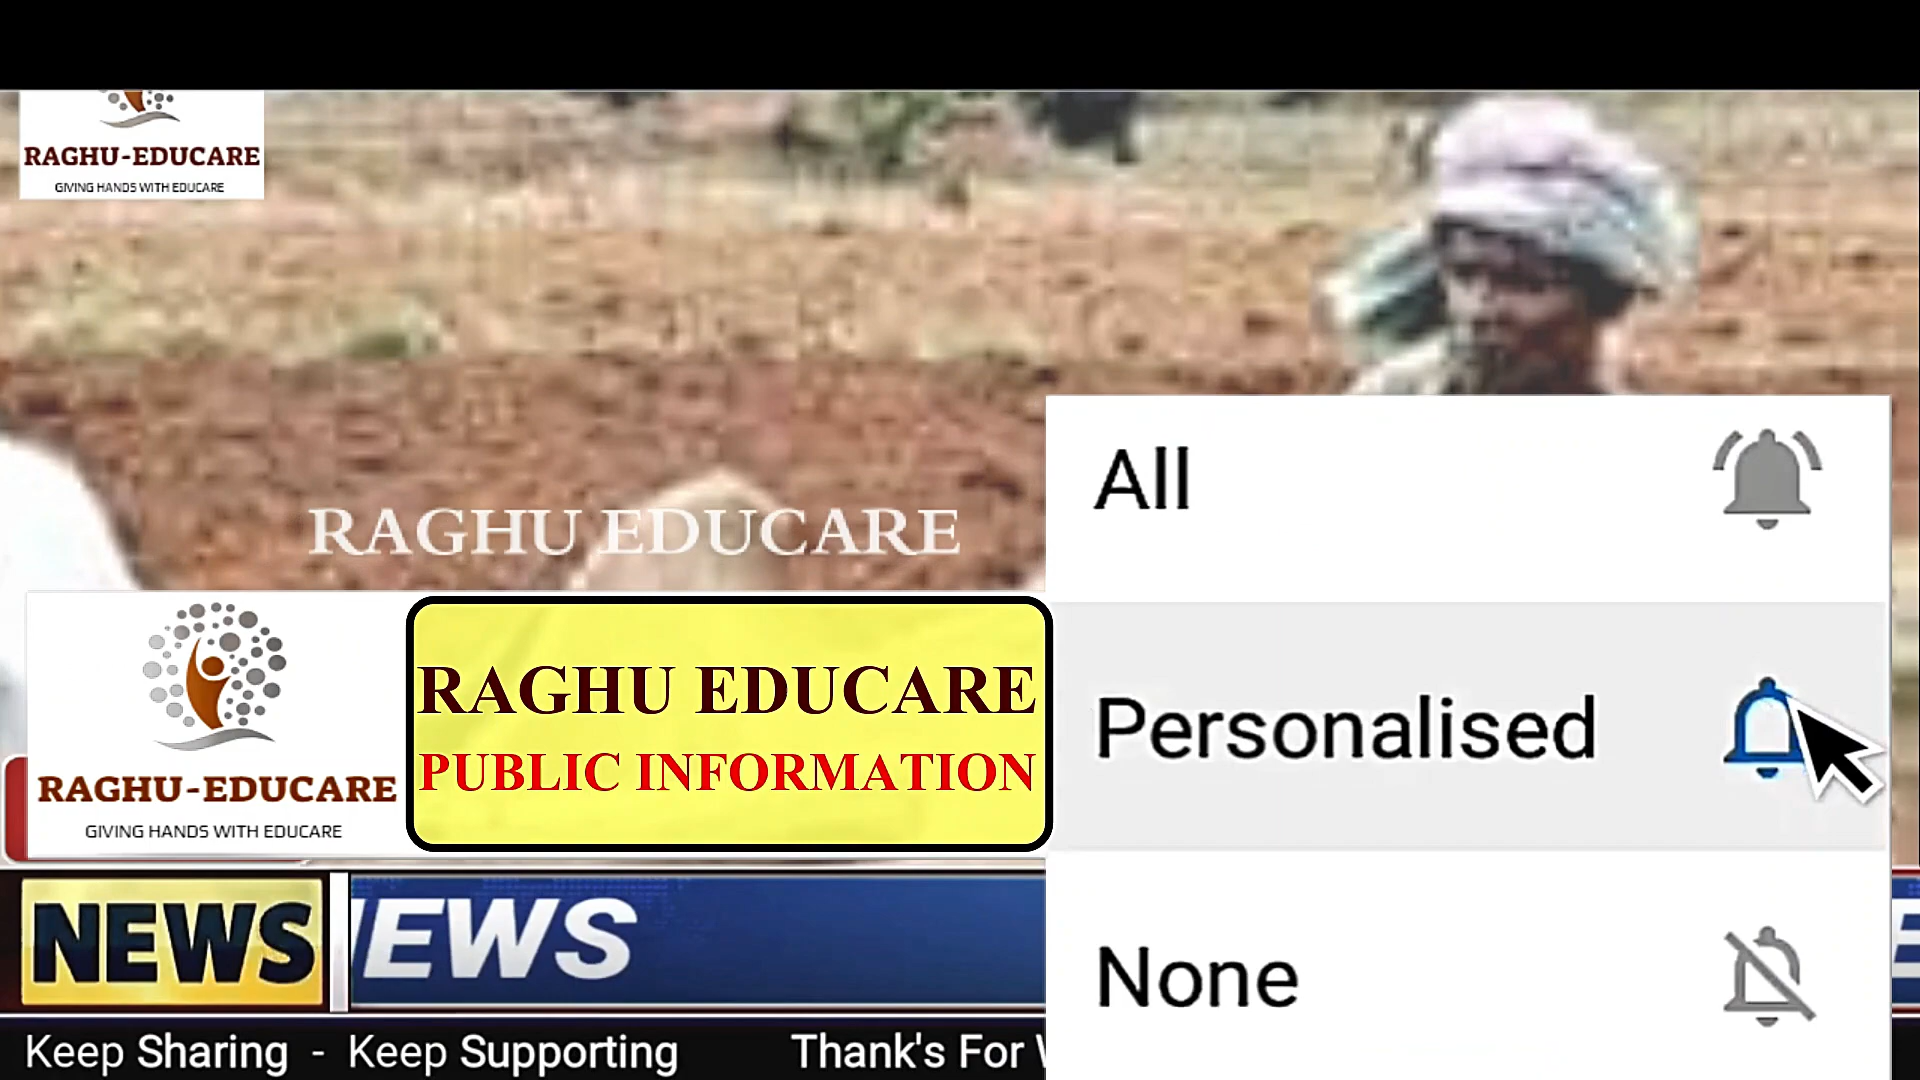 RAGHU-EDUCARE
GIVING HANDS WITH EDUCARE
RAGHU EDUCARE
RAGHU-EDUCARE
GIVING HANDS WITH EDUCARE
RAGHU EDUCARE
PUBLIC INFORMATION
All
Personalised
None
NEWS
EWS
Keep Sharing - Keep Supporting Thank's For